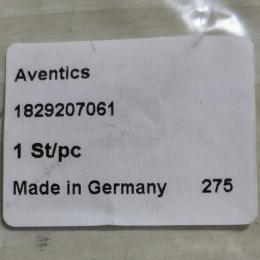 Aventics
1829207061
1 St/pc
Made in Germany 275